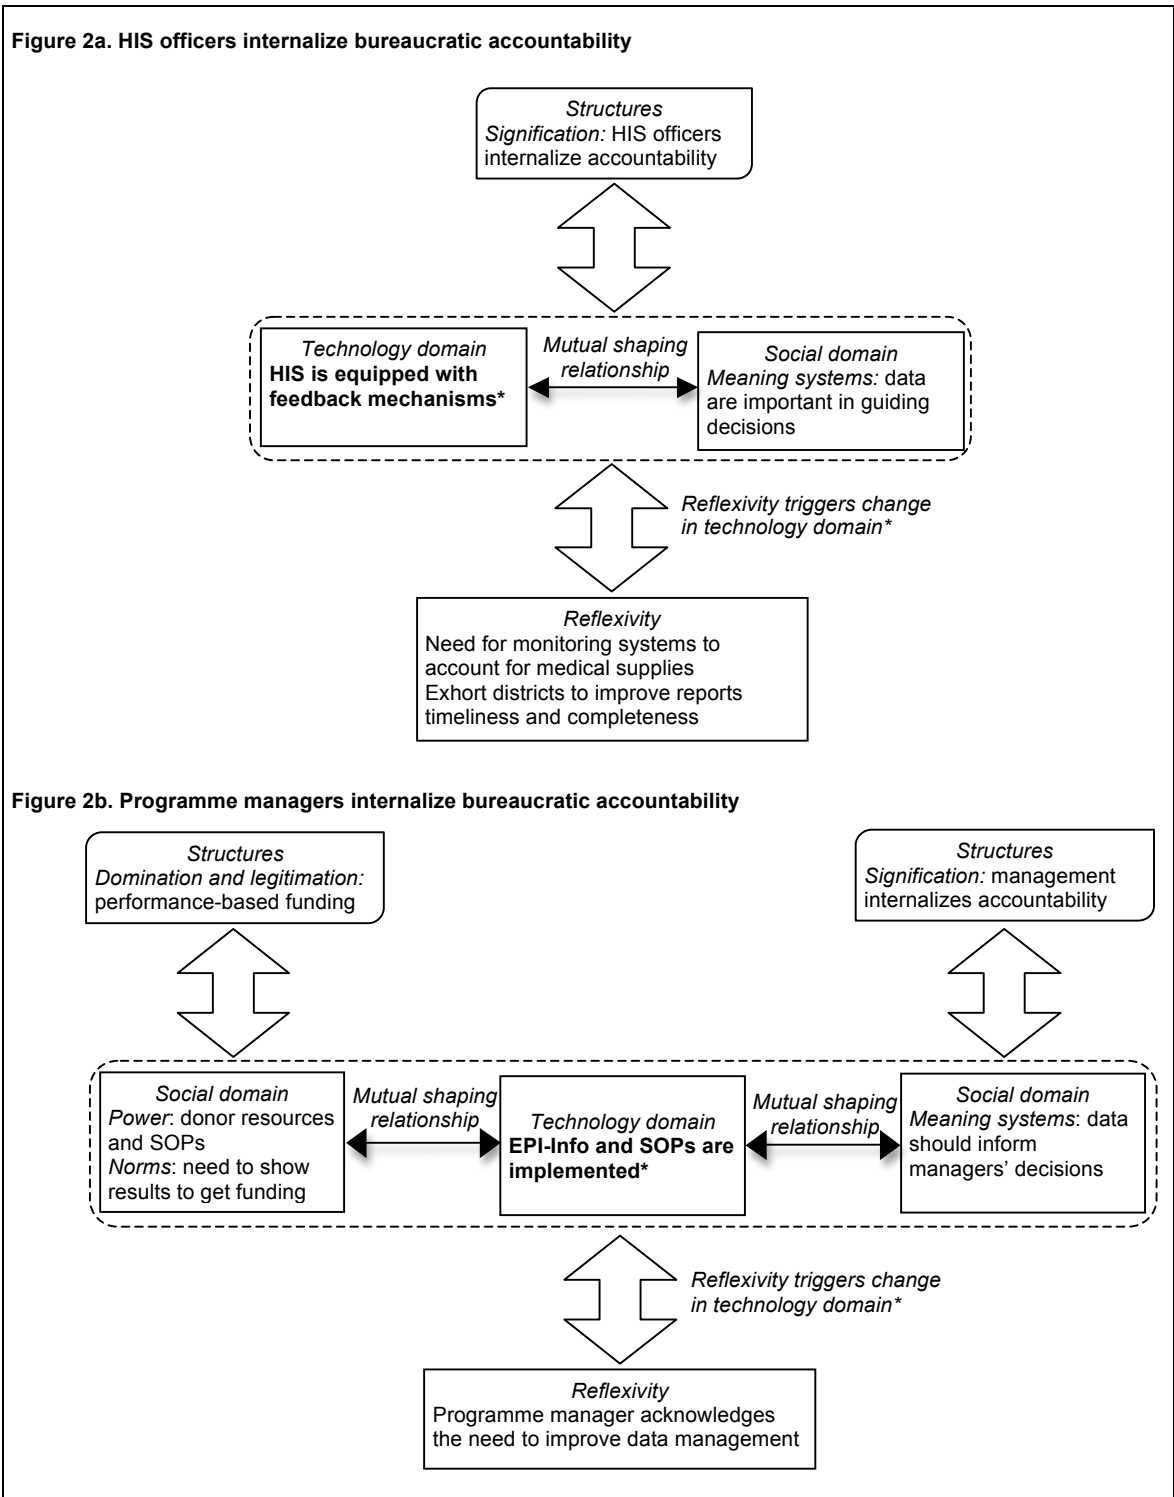 Figure 2a. HIS officers internalize bureaucratic accountability
Structures
Signification: HIS officers
internalize accountability
Technology domain
HIS is equipped with
feedback mechanisms*
Mutual shaping
relationship
Social domain
Meaning systems: data
are important in guiding
decisions
Reflexivity triggers change
in technology domain*
Reflexivity
Need for monitoring systems to
account for medical supplies
Exhort districts to improve reports
timeliness and completeness
Figure 2b. Programme managers internalize bureaucratic accountability
Structures
Domination and legitimation:
performance-based funding
Structures
Signification: management
internalizes accountability
Social domain
Power: donor resources
and SOPs
Norms: need to show
results to get funding
Mutual shaping
relationship
Technology domain
EPI-Info and SOPs are
implemented*
Mutual shaping
relationship
Social domain
Meaning systems: data
should inform
managers’ decisions
Reflexivity triggers change
in technology domain*
Reflexivity
Programme manager acknowledges
the need to improve data management